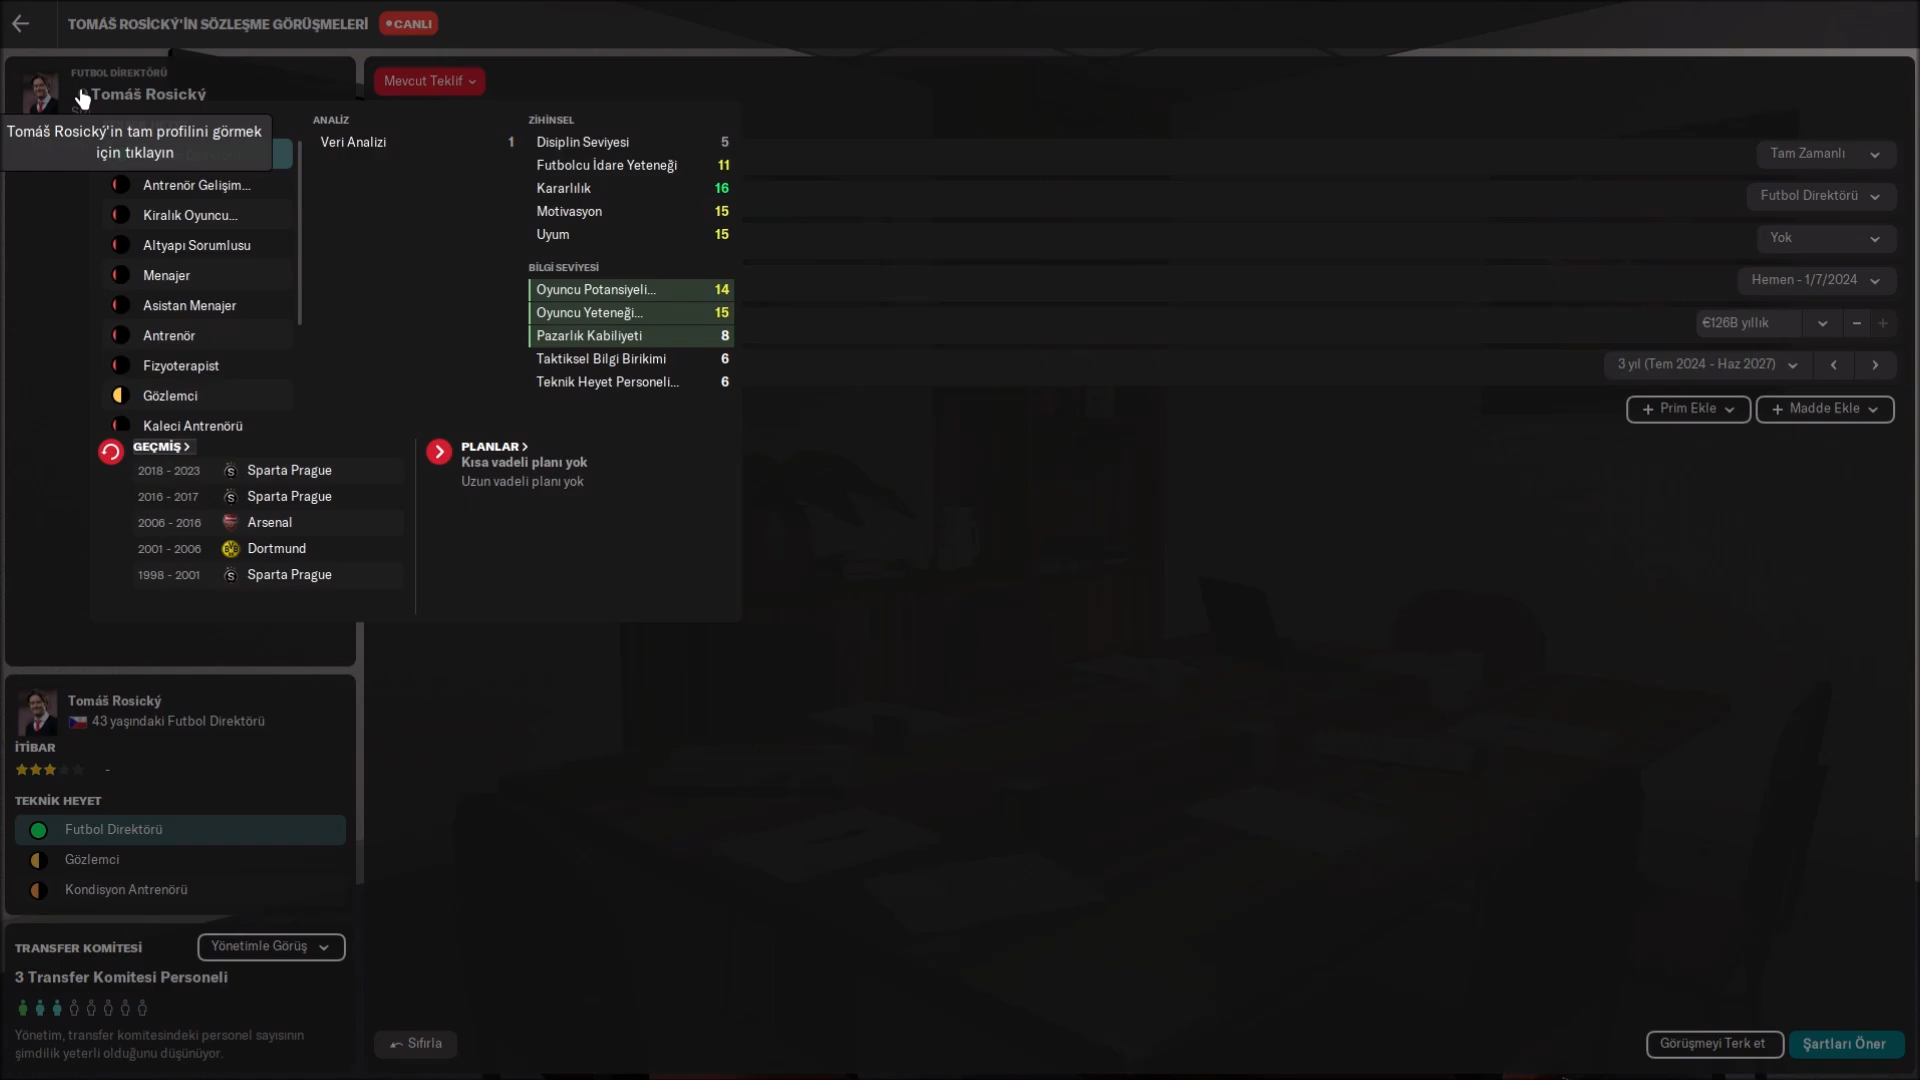 TOMÁŠ ROSİCKÝ'İN SÖZLEŞME GÖRÜŞMELERİ
CANLI
FUTBOL DİREKTÖRÜ
Tomáš Rosický
Tomáš Rosický'in tam profilini görmek
için tıklayın
Antrenör Gelişim...
Kiralık Oyuncu...
Altyapı Sorumlusu
Menajer
Asistan Menajer
Antrenör
Fizyoterapist
Gözlemci
Kaleci Antrenörü
ANALİZ
Veri Analizi 1
ZİHİNSEL
Disiplin Seviyesi 5
Futbolcu İdare Yeteneği 11
Kararlılık 16
Motivasyon 15
Uyum 15
BİLGİ SEVİYESİ
Oyuncu Potansiyeli... 14
Oyuncu Yeteneği... 15
Pazarlık Kabiliyeti 8
Taktiksel Bilgi Birikimi 6
Teknik Heyet Personeli... 6
GEÇMİŞ >
2018 - 2023 Sparta Prague
2016 - 2017 Sparta Prague
2006 - 2016 Arsenal
2001 - 2006 Dortmund
1998 - 2001 Sparta Prague
PLANLAR >
Kısa vadeli planı yok
Uzun vadeli planı yok
Mevcut Teklif
Tam Zamanlı
Futbol Direktörü
Yok
Hemen - 1/7/2024
€126B yıllık
3 yıl (Tem 2024 - Haz 2027)
+ Prim Ekle
+ Madde Ekle
Tomáš Rosický
43 yaşındaki Futbol Direktörü
İTİBAR
-
TEKNİK HEYET
Futbol Direktörü
Gözlemci
Kondisyon Antrenörü
TRANSFER KOMİTESİ
Yönetimle Görüş
3 Transfer Komitesi Personeli
Yönetim, transfer komitesindeki personel sayısının
şimdilik yeterli olduğunu düşünüyor.
Sıfırla
Görüşmeyi Terk et
Şartları Öner